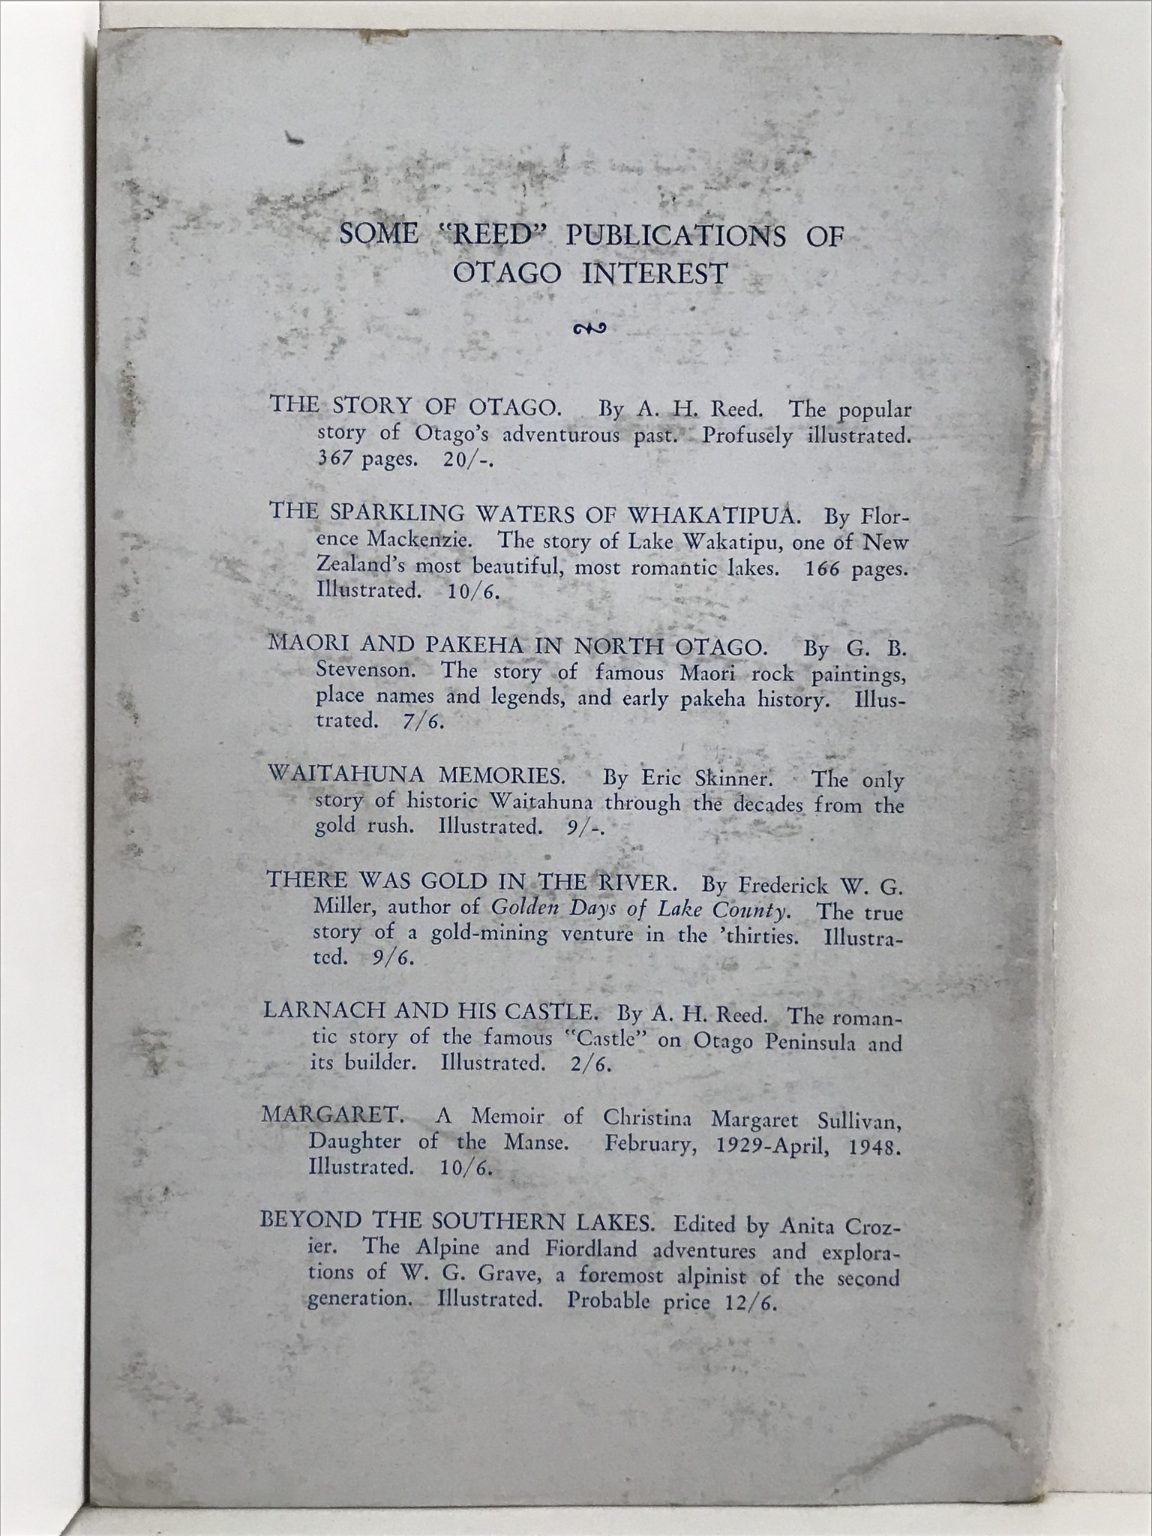 SOME “REED” PUBLICATIONS OF
OTAGO INTEREST
THE STORY OF OTAGO. By A. H. Reed. The popular
story of Otago’s adventurous past. Profusely illustrated.
367 pages. 20/-.
THE SPARKLING WATERS OF WHAKATIPUA. By Flor-
ence Mackenzie. The story of Lake Wakatipu, one of New
Zealand’s most beautiful, most romantic lakes. 166 pages.
Illustrated. 10/6.
MAORI AND PAKEHA IN NORTH OTAGO. By G. B.
Stevenson. The story of famous Maori rock paintings,
place names and legends, and early pakeha history. Illus-
trated. 7/6.
WAITAHUNA MEMORIES. By Eric Skinner. The only
story of historic Waitahuna through the decades from the
gold rush. Illustrated. 9/-.
THERE WAS GOLD IN THE RIVER. By Frederick W. G.
Miller, author of Golden Days of Lake County. The true
story of a gold-mining venture in the ’thirties. Illustra-
ted. 9/6.
LARNACH AND HIS CASTLE. By A. H. Reed. The roman-
tic story of the famous “Castle” on Otago Peninsula and
its builder. Illustrated. 2/6.
MARGARET. A Memoir of Christina Margaret Sullivan,
Daughter of the Manse. February, 1929-April, 1948.
Illustrated. 10/6.
BEYOND THE SOUTHERN LAKES. Edited by Anita Croz-
ier. The Alpine and Fiordland adventures and explora-
tions of W. G. Grave, a foremost alpinist of the second
generation. Illustrated. Probable price 12/6.